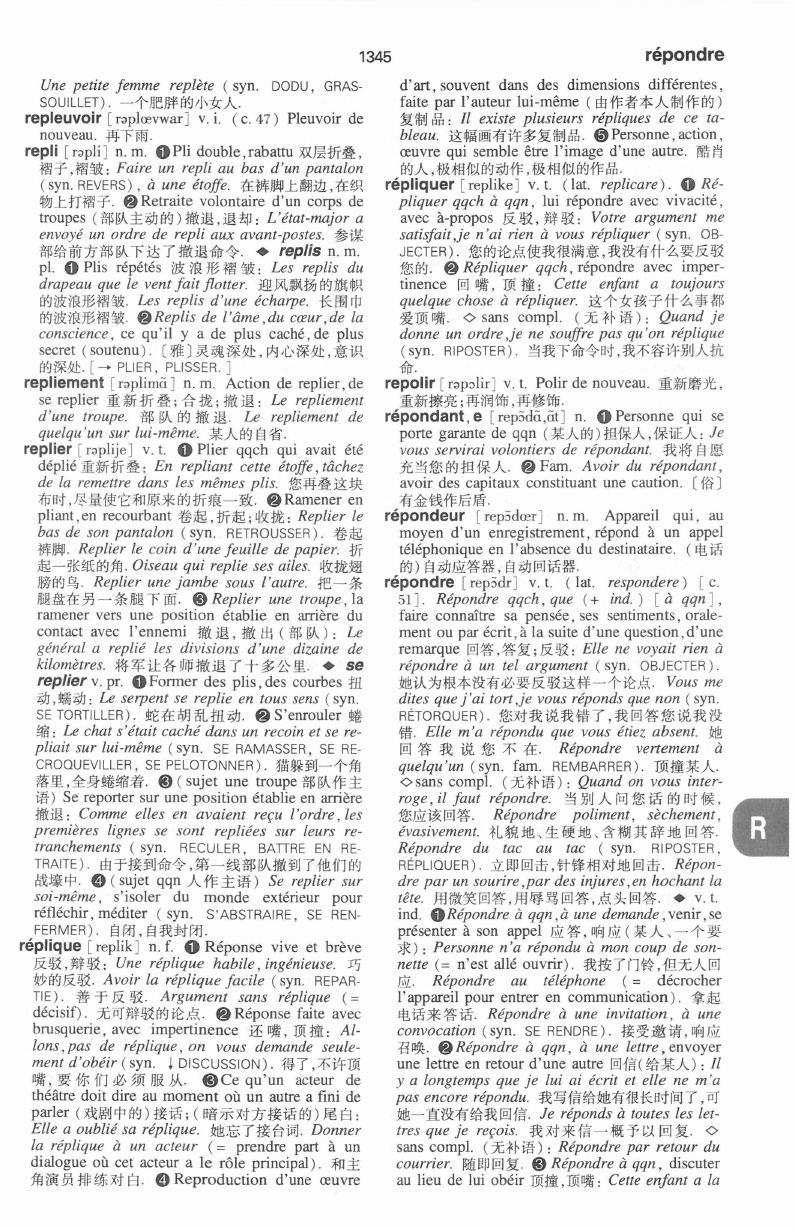 1345
répondre
Une petite femme replète ( syn. DODU, GRAS-
SOUILLET). 一个肥胖的小女人.
repleuvoir [rəplœvwar] v. i. ( c. 47) Pleuvoir de
nouveau. 再下雨.
repli [rəpli] n. m. ❶Pli double,rabattu 双层折叠,
褶子,褶皱: Faire un repli au bas d'un pantalon
(syn. REVERS), à une étoffe. 在裤脚上翻边,在织
物上打褶子. ❷Retraite volontaire d'un corps de
troupes (部队主动的)撤退,退却: L'état-major a
envoyé un ordre de repli aux avant-postes. 参谋
部给前方部队下达了撤退命令. ◆ replis n. m.
pl. ❶ Plis répétés 波浪形褶皱: Les replis du
drapeau que le vent fait flotter. 迎风飘扬的旗帜
的波浪形褶皱. Les replis d'une écharpe. 长围巾
的波浪形褶皱. ❷Replis de l'âme,du cœur,de la
conscience, ce qu'il y a de plus caché,de plus
secret (soutenu). 〔雅〕灵魂深处,内心深处,意识
的深处. [→ PLIER, PLISSER. ]
repliement [rəplimɑ̃] n. m. Action de replier,de
se replier 重新折叠;合拢;撤退: Le repliement
d'une troupe. 部队的撤退. Le repliement de
quelqu'un sur lui-même. 某人的自省.
replier [rəplije] v. t. ❶ Plier qqch qui avait été
déplié 重新折叠: En repliant cette étoffe,tâchez
de la remettre dans les mêmes plis. 您再叠这块
布时,尽量使它和原来的折痕一致. ❷Ramener en
pliant,en recourbant 卷起,折起;收拢: Replier le
bas de son pantalon ( syn. RETROUSSER). 卷起
裤脚. Replier le coin d'une feuille de papier. 折
起一张纸的角. Oiseau qui replie ses ailes. 收拢翅
膀的鸟. Replier une jambe sous l'autre. 把一条
腿盘在另一条腿下面. ❸ Replier une troupe,la
ramener vers une position établie en arrière du
contact avec l'ennemi 撤退,撤出(部队): Le
général a replié les divisions d'une dizaine de
kilomètres. 将军让各师撤退了十多公里. ◆ se
replier v. pr. ❶Former des plis,des courbes 扭
动,蠕动: Le serpent se replie en tous sens (syn.
SE TORTILLER). 蛇在胡乱扭动. ❷S'enrouler 蜷
缩: Le chat s'était caché dans un recoin et se re-
pliait sur lui-même (syn. SE RAMASSER, SE RE-
CROQUEVILLER, SE PELOTONNER). 猫躲到一个角
落里,全身蜷缩着. ❸(sujet une troupe 部队作主
语) Se reporter sur une position établie en arrière
撤退: Comme elles en avaient reçu l'ordre,les
premières lignes se sont repliées sur leurs re-
tranchements ( syn. RECULER, BATTRE EN RE-
TRAITE). 由于接到命令,第一线部队撤到了他们的
战壕中. ❹(sujet qqn 人作主语) Se replier sur
soi-même, s'isoler du monde extérieur pour
réfléchir, méditer ( syn. S'ABSTRAIRE, SE REN-
FERMER). 自闭,自我封闭.
réplique [replik] n. f. ❶ Réponse vive et brève
反驳,辩驳: Une réplique habile,ingénieuse. 巧
妙的反驳. Avoir la réplique facile (syn. REPAR-
TIE). 善于反驳. Argument sans réplique ( =
décisif). 无可辩驳的论点. ❷Réponse faite avec
brusquerie, avec impertinence 还嘴,顶撞: Al-
lons,pas de réplique,on vous demande seule-
ment d'obéir (syn. ↓DISCUSSION). 得了,不许顶
嘴,要你们必须服从. ❸Ce qu'un acteur de
théâtre doit dire au moment où un autre a fini de
parler (戏剧中的)接话;(暗示对方接话的)尾白:
Elle a oublié sa réplique. 她忘了接台词. Donner
la réplique à un acteur ( = prendre part à un
dialogue où cet acteur a le rôle principal). 和主
角演员排练对白. ❹ Reproduction d'une œuvre
d'art,souvent dans des dimensions différentes,
faite par l'auteur lui-même (由作者本人制作的)
复制品: Il existe plusieurs répliques de ce ta-
bleau. 这幅画有许多复制品. ❺Personne,action,
œuvre qui semble être l'image d'une autre. 酷肖
的人,极相似的动作,极相似的作品.
répliquer [replike] v. t. (lat. replicare). ❶ Ré-
pliquer qqch à qqn, lui répondre avec vivacité,
avec à-propos 反驳,辩驳: Votre argument me
satisfait,je n'ai rien à vous répliquer (syn. OB-
JECTER). 您的论点使我很满意,我没有什么要反驳
您的. ❷ Répliquer qqch,répondre avec imper-
tinence 回嘴,顶撞: Cette enfant a toujours
quelque chose à répliquer. 这个女孩子什么事都
爱顶嘴. ◇ sans compl. (无补语): Quand je
donne un ordre,je ne souffre pas qu'on réplique
(syn. RIPOSTER). 当我下命令时,我不容许别人抗
命.
repolir [rəpɔlir] v. t. Polir de nouveau. 重新磨光,
重新擦亮;再润饰,再修饰.
répondant,e [repɔ̃dɑ̃,ɑ̃t] n. ❶ Personne qui se
porte garante de qqn (某人的)担保人,保证人: Je
vous servirai volontiers de répondant. 我将自愿
充当您的担保人. ❷ Fam. Avoir du répondant,
avoir des capitaux constituant une caution. 〔俗〕
有金钱作后盾.
répondeur [repɔ̃dœr] n. m. Appareil qui, au
moyen d'un enregistrement, répond à un appel
téléphonique en l'absence du destinataire. (电话
的)自动应答器,自动回话器.
répondre [repɔ̃dr] v. t. ( lat. respondere) [ c.
51]. Répondre qqch,que (+ ind.) [à qqn],
faire connaître sa pensée, ses sentiments, orale-
ment ou par écrit,à la suite d'une question,d'une
remarque 回答,答复;反驳: Elle ne voyait rien à
répondre à un tel argument ( syn. OBJECTER).
她认为根本没有必要反驳这样一个论点. Vous me
dites que j'ai tort,je vous réponds que non (syn.
RÉTORQUER). 您对我说我错了,我回答您说我没
错. Elle m'a répondu que vous étiez absent. 她
回答我说您不在. Répondre vertement à
quelqu'un (syn. fam. REMBARRER). 顶撞某人.
◇sans compl. (无补语): Quand on vous inter-
roge, il faut répondre. 当别人问您话的时候,
您应该回答. Répondre poliment, sèchement,
évasivement. 礼貌地、生硬地、含糊其辞地回答.
Répondre du tac au tac ( syn. RIPOSTER,
RÉPLIQUER). 立即回击,针锋相对地回击. Répon-
dre par un sourire,par des injures,en hochant la
tête. 用微笑回答,用辱骂回答,点头回答. ◆ v. t.
ind. ❶Répondre à qqn,à une demande,venir,se
présenter à son appel 应答,响应(某人、一个要
求): Personne n'a répondu à mon coup de son-
nette (= n'est allé ouvrir). 我按了门铃,但无人回
应. Répondre au téléphone ( = décrocher
l'appareil pour entrer en communication). 拿起
电话来答话. Répondre à une invitation, à une
convocation (syn. SE RENDRE). 接受邀请,响应
召唤. ❷Répondre à qqn, à une lettre,envoyer
une lettre en retour d'une autre 回信(给某人): Il
y a longtemps que je lui ai écrit et elle ne m'a
pas encore répondu. 我写信给她有很长时间了,可
她一直没有给我回信. Je réponds à toutes les let-
tres que je reçois. 我对来信一概予以回复. ◇
sans compl. (无补语): Répondre par retour du
courrier. 随即回复. ❸ Répondre à qqn, discuter
au lieu de lui obéir 顶撞,顶嘴: Cette enfant a la
R